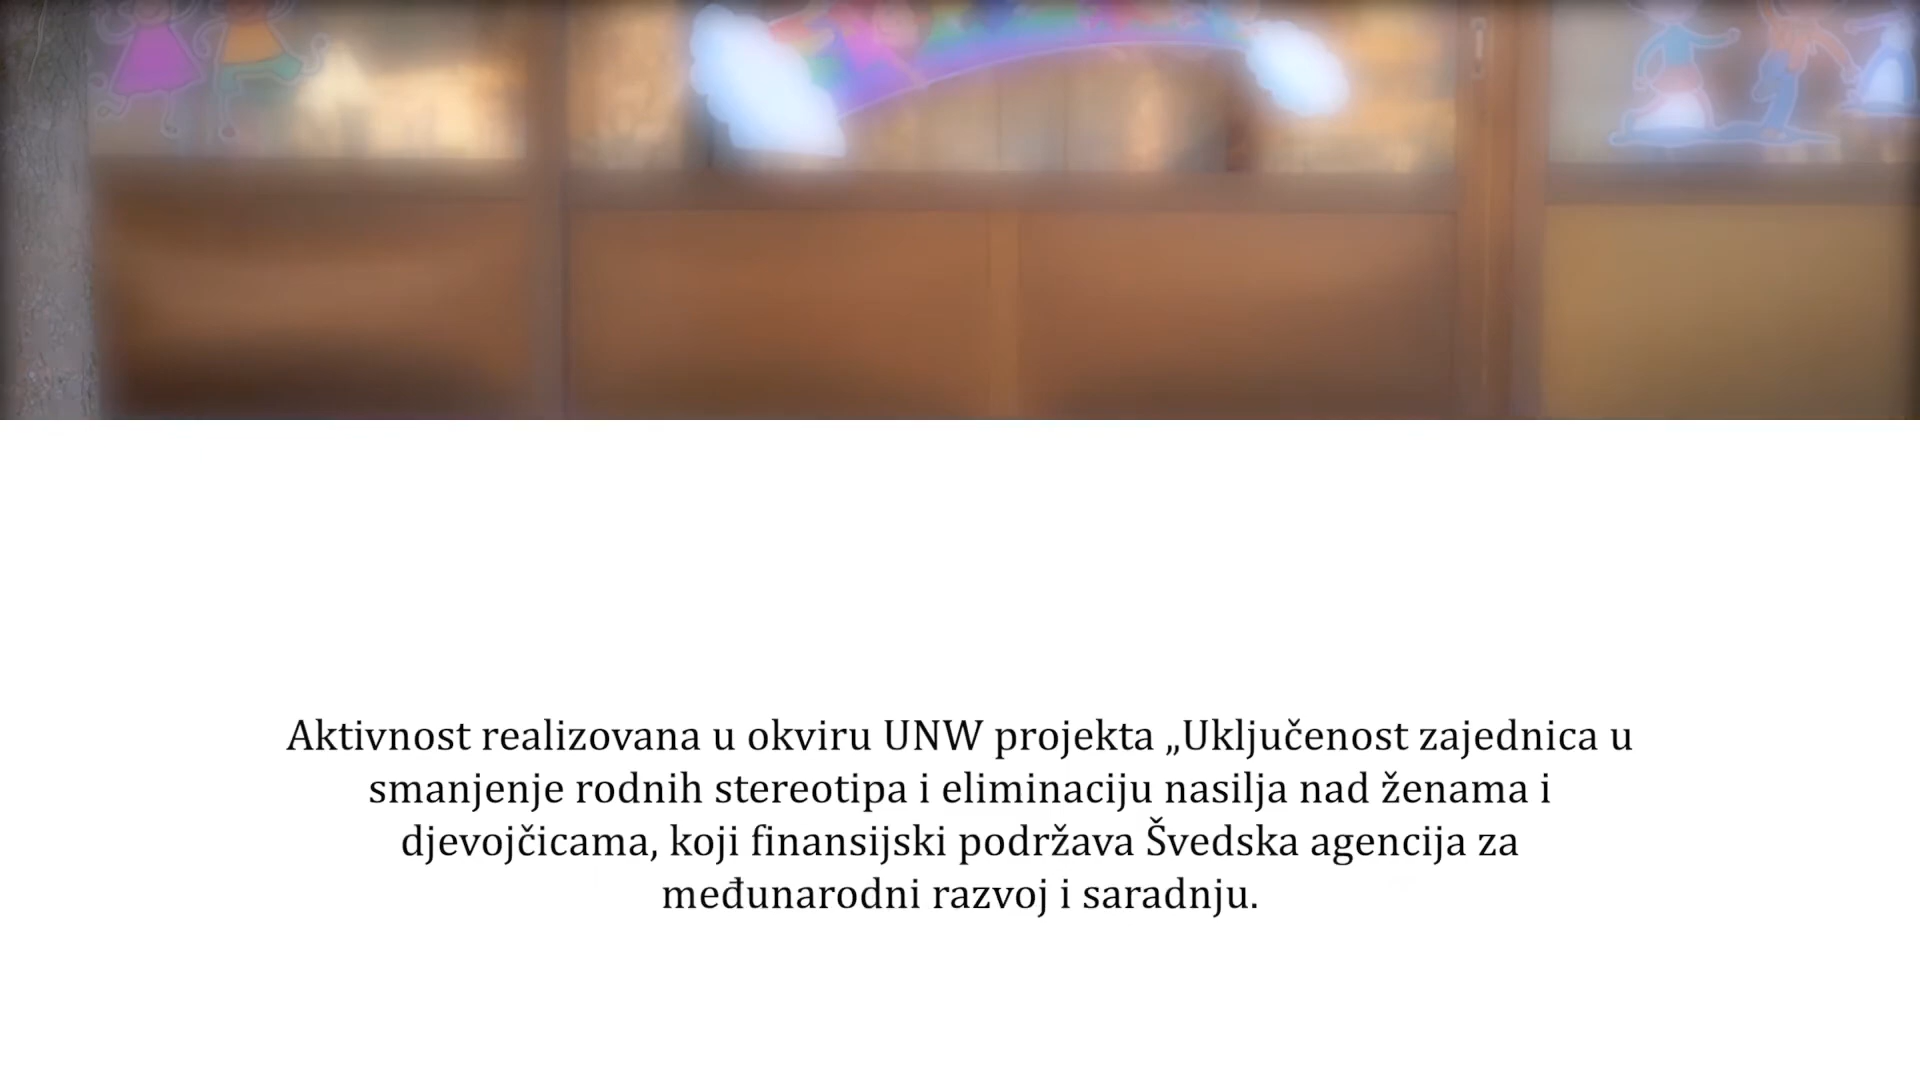 Aktivnost realizovana u okviru UNW projekta „Uključenost zajednica u
smanjenje rodnih stereotipa i eliminaciju nasilja nad ženama i
djevojčicama, koji finansijski podržava Švedska agencija za
međunarodni razvoj i saradnju.